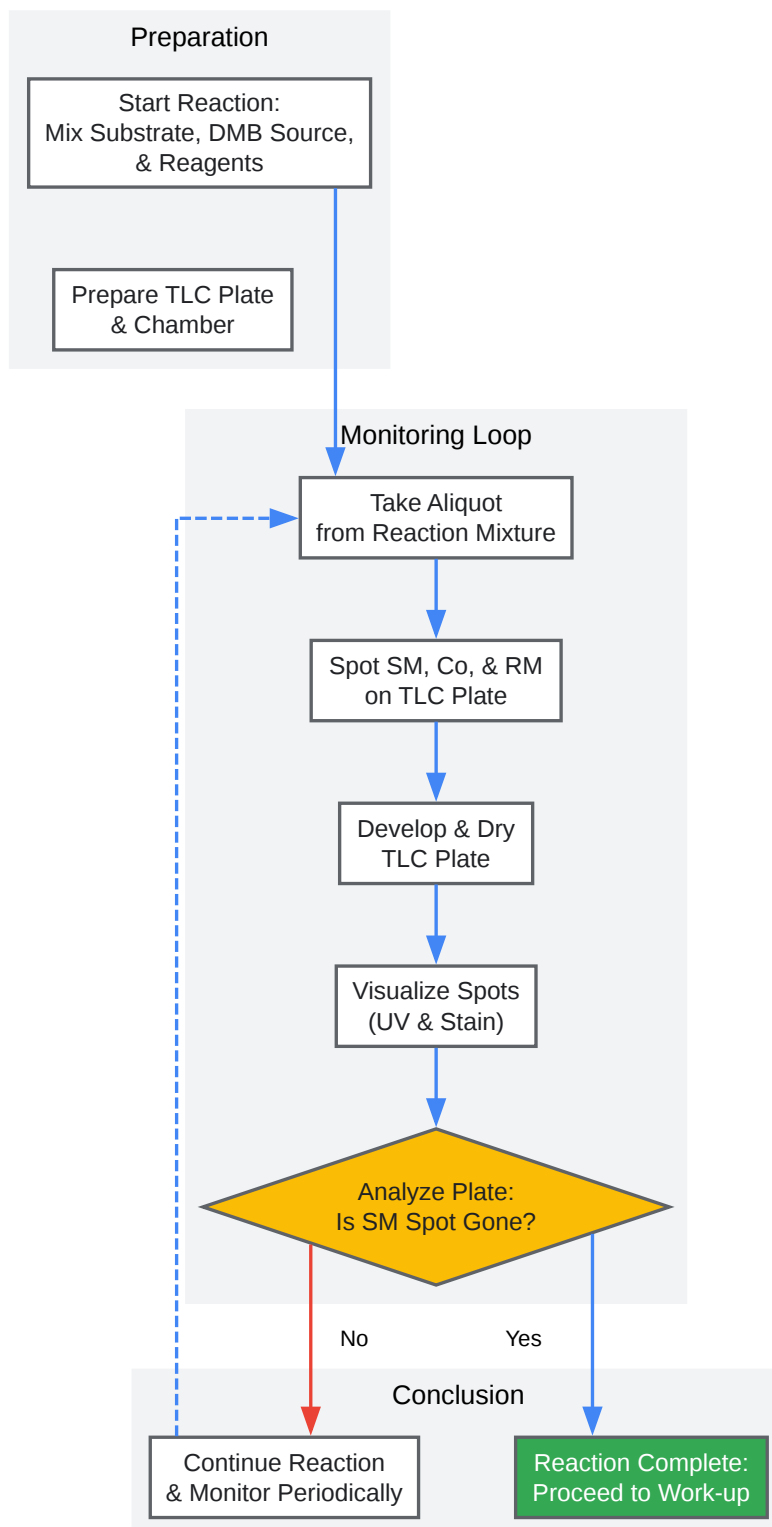 Preparation
Start Reaction:
Mix Substrate, DMB Source,
& Reagents
Prepare TLC Plate
& Chamber
Monitoring Loop
Take Aliquot
from Reaction Mixture
Spot SM, Co, & RM
on TLC Plate
Develop & Dry
TLC Plate
Visualize Spots
(UV & Stain)
Analyze Plate:
Is SM Spot Gone?
No
Yes
Conclusion
Continue Reaction
& Monitor Periodically
Reaction Complete:
Proceed to Work-up